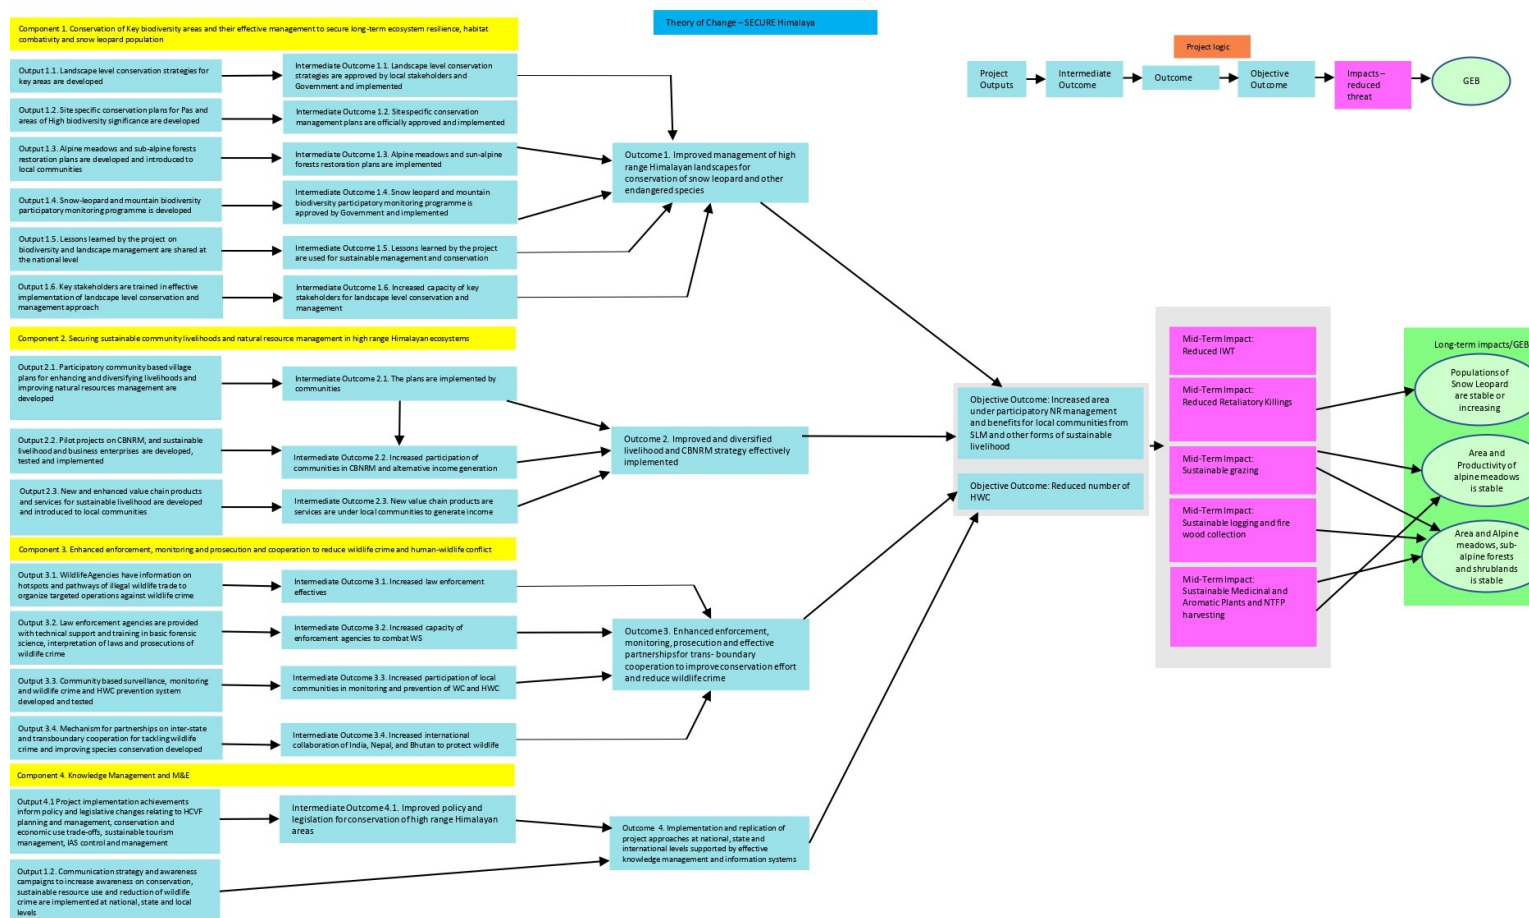 Theory of Change – SECURE Himalaya
Project logic
Project
Outputs
Intermediate
Outcome
Outcome
Objective
Outcome
Impacts –
reduced
threat
GEB
Component 1. Conservation of Key biodiversity areas and their effective management to secure long-term ecosystem resilience, habitat
combativity and snow leopard population
Output 1.1. Landscape level conservation strategies for
key areas are developed
Intermediate Outcome 1.1. Landscape level conservation
strategies are approved by local stakeholders and
Government and implemented
Output 1.2. Site specific conservation plans for Pas and
areas of High biodiversity significance are developed
Intermediate Outcome 1.2. Site specific conservation
management plans are officially approved and implemented
Output 1.3. Alpine meadows and sub-alpine forests
restoration plans are developed and introduced to
local communities
Intermediate Outcome 1.3. Alpine meadows and sun-alpine
forests restoration plans are implemented
Output 1.4. Snow-leopard and mountain biodiversity
participatory monitoring programme is developed
Intermediate Outcome 1.4. Snow leopard and mountain
biodiversity participatory monitoring programme is
approved by Government and implemented
Output 1.5. Lessons learned by the project on
biodiversity and landscape management are shared at
the national level
Intermediate Outcome 1.5. Lessons learned by the project
are used for sustainable management and conservation
Output 1.6. Key stakeholders are trained in effective
implementation of landscape level conservation and
management approach
Intermediate Outcome 1.6. Increased capacity of key
stakeholders for landscape level conservation and
management
Outcome 1. Improved management of high
range Himalayan landscapes for
conservation of snow leopard and other
endangered species
Component 2. Securing sustainable community livelihoods and natural resource management in high range Himalayan ecosystems
Output 2.1. Participatory community based village
plans for enhancing and diversifying livelihoods and
improving natural resources management are
developed
Intermediate Outcome 2.1. The plans are implemented by
communities
Output 2.2. Pilot projects on CBNRM, and sustainable
livelihood and business enterprises are developed,
tested and implemented
Intermediate Outcome 2.2. Increased participation of
communities in CBNRM and alternative income generation
Output 2.3. New and enhanced value chain products
and services for sustainable livelihood are developed
and introduced to local communities
Intermediate Outcome 2.3. New value chain products are
services are under local communities to generate income
Outcome 2. Improved and diversified
livelihood and CBNRM strategy effectively
implemented
Component 3. Enhanced enforcement, monitoring and prosecution and cooperation to reduce wildlife crime and human-wildlife conflict
Output 3.1. Wildlife Agencies have information on
hotspots and pathways of illegal wildlife trade to
organize targeted operations against wildlife crime
Intermediate Outcome 3.1. Increased law enforcement
effectives
Output 3.2. Law enforcement agencies are provided
with technical support and training in basic forensic
science, interpretation of laws and prosecutions of
wildlife crime
Intermediate Outcome 3.2. Increased capacity of
enforcement agencies to combat WS
Output 3.3. Community based surveillance, monitoring
and wildlife crime and HWC prevention system
developed and tested
Intermediate Outcome 3.3. Increased participation of local
communities in monitoring and prevention of WC and HWC
Output 3.4. Mechanism for partnerships on inter-state
and transboundary cooperation for tackling wildlife
crime and improving species conservation developed
Intermediate Outcome 3.4. Increased international
collaboration of India, Nepal, and Bhutan to protect wildlife
Outcome 3. Enhanced enforcement,
monitoring, prosecution and effective
partnerships for trans- boundary
cooperation to improve conservation effort
and reduce wildlife crime
Component 4. Knowledge Management and M&E
Output 4.1 Project implementation achievements
inform policy and legislative changes relating to HCVF
planning and management, conservation and
economic use trade-offs, sustainable tourism
management, IAS control and management
Intermediate Outcome 4.1. Improved policy and
legislation for conservation of high range Himalayan
areas
Output 1.2. Communication strategy and awareness
campaigns to increase awareness on conservation,
sustainable resource use and reduction of wildlife
crime are implemented at national, state and local
levels
Outcome 4. Implementation and replication of
project approaches at national, state and
international levels supported by effective
knowledge management and information systems
Objective Outcome: Increased area
under participatory NR management
and benefits for local communities from
SLM and other forms of sustainable
livelihood
Objective Outcome: Reduced number of
HWC
Mid-Term Impact:
Reduced IWT
Mid-Term Impact:
Reduced Retaliatory Killings
Mid-Term Impact:
Sustainable grazing
Mid-Term Impact:
Sustainable logging and fire
wood collection
Mid-Term Impact:
Sustainable Medicinal and
Aromatic Plants and NTFP
harvesting
Long-term impacts/GEB
Populations of
Snow Leopard
are stable or
increasing
Area and
Productivity of
alpine meadows
is stable
Area and Alpine
meadows, sub-
alpine forests
and shrublands
is stable